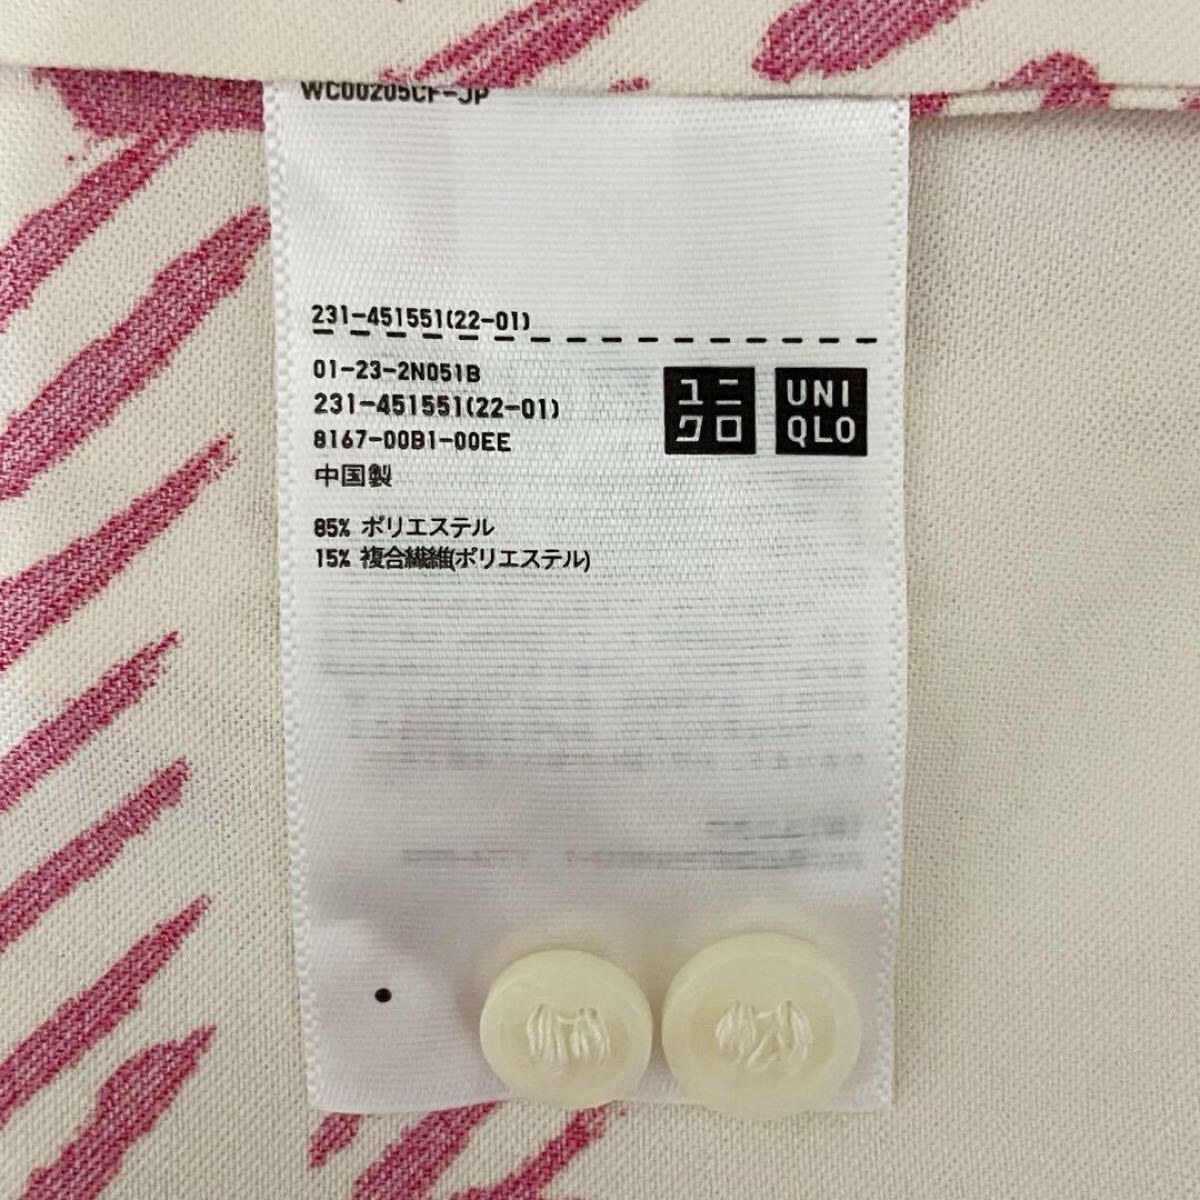 WC00205CF-JP
231-451551(22-01)
01-23-2N051B
231-451551(22-01)
8167-00B1-00EE
中国製
ユニ
クロ
UNI
QLO
85% ポリエステル
15% 複合繊維(ポリエステル)